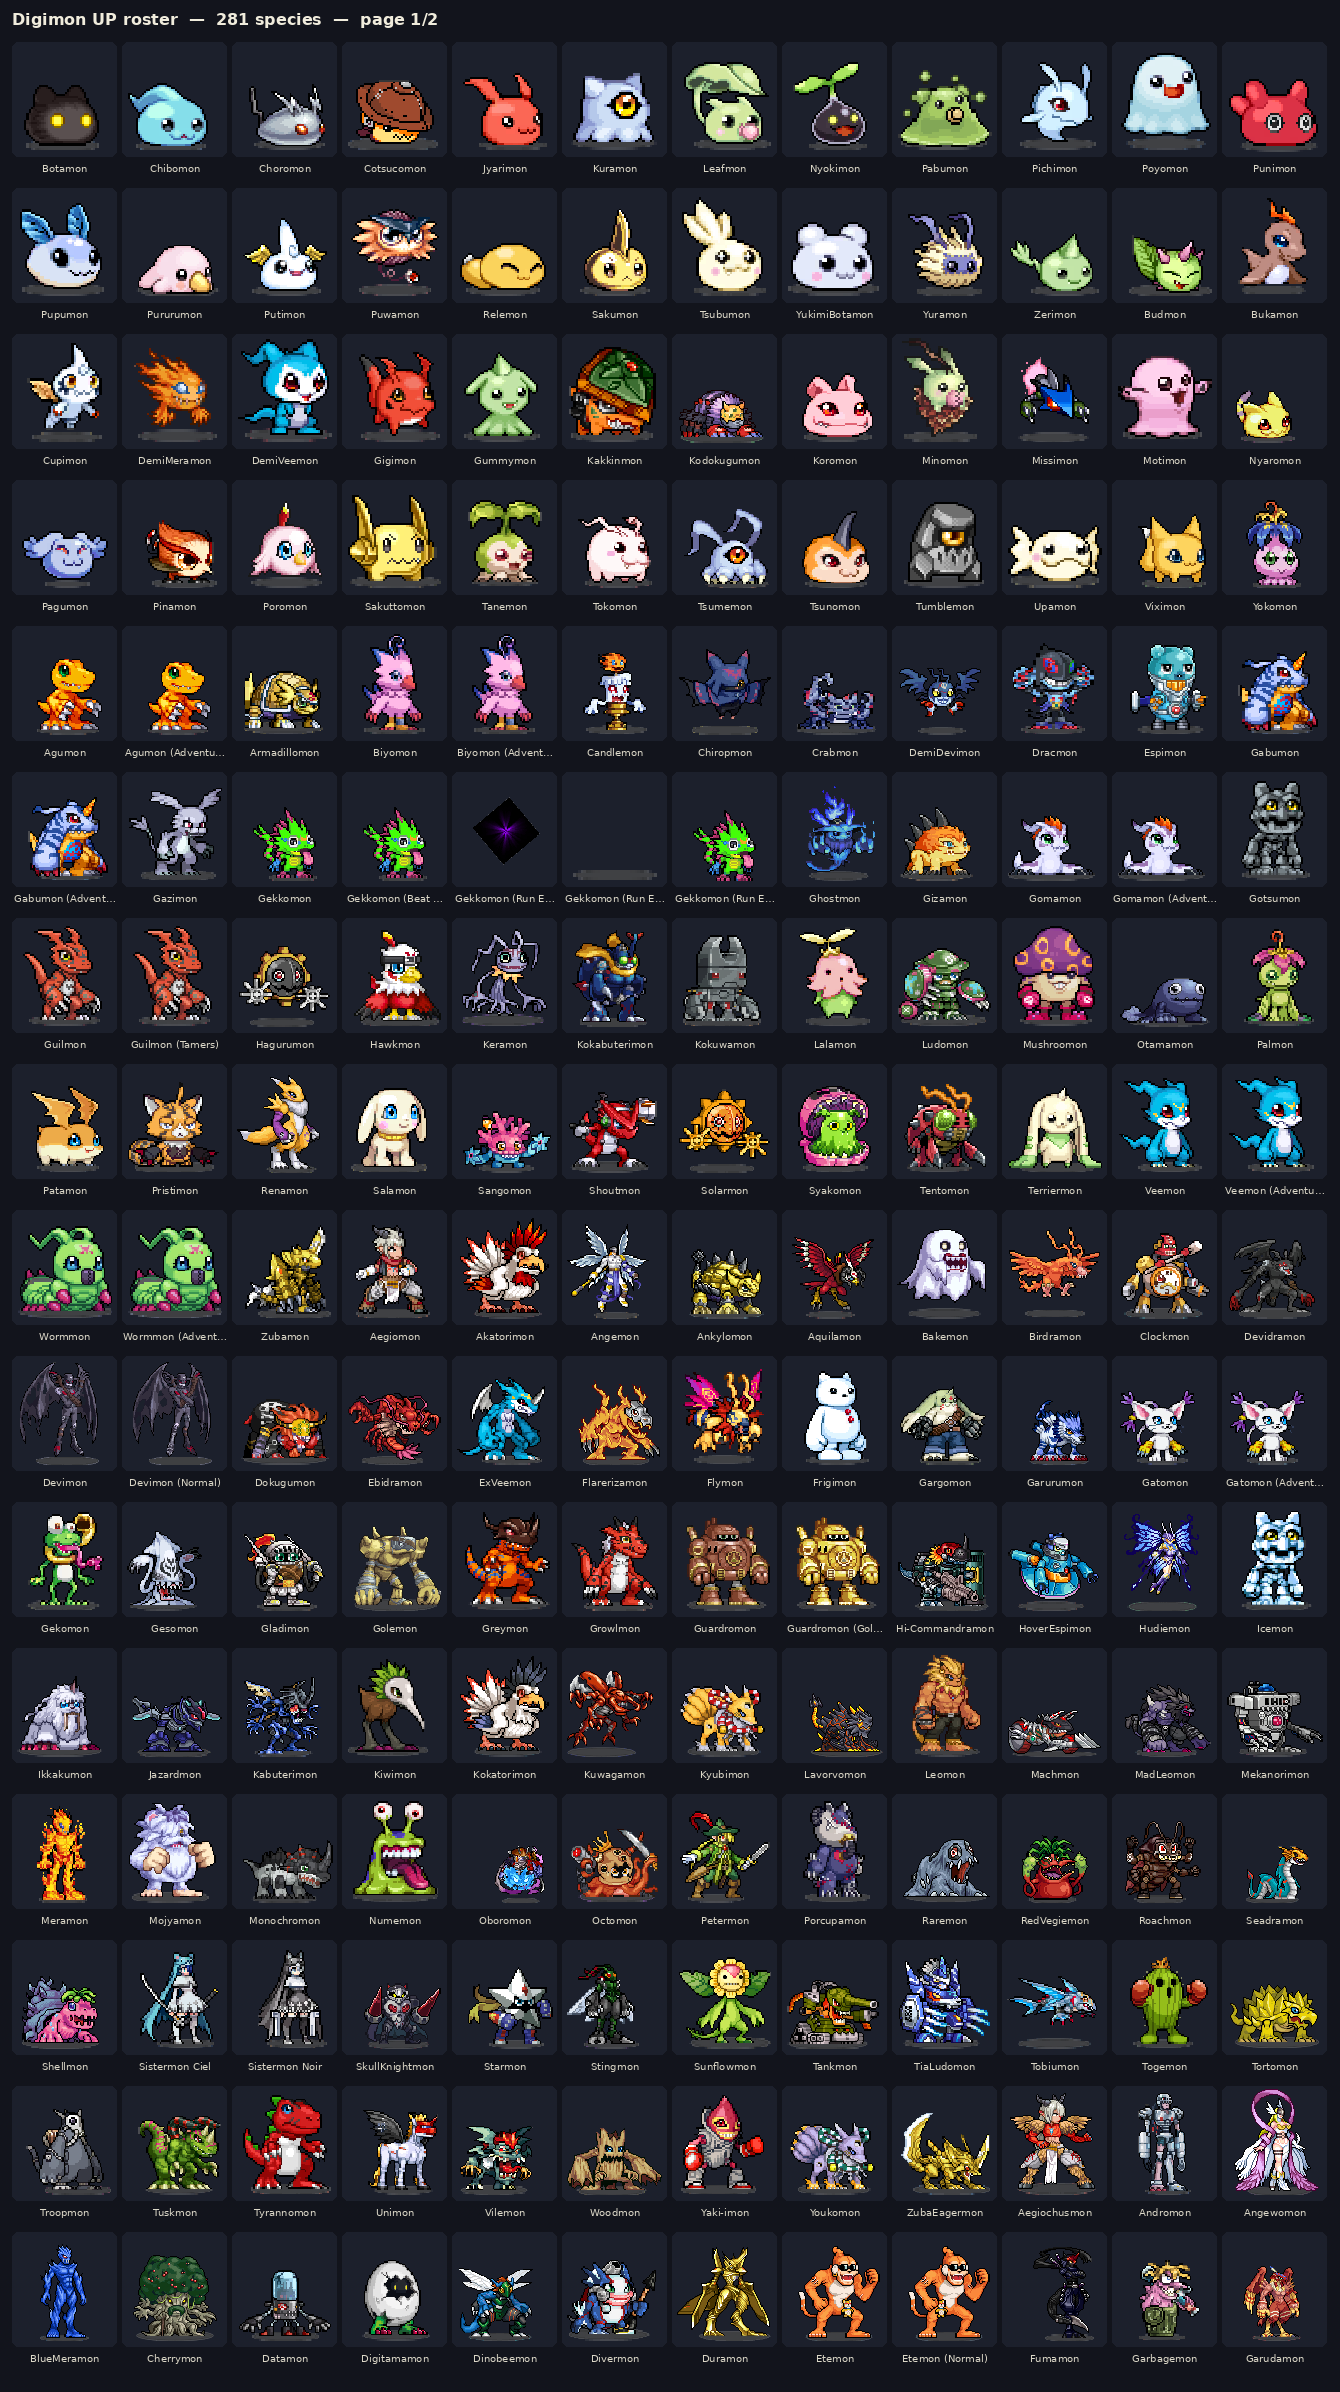 Digimon UP roster — 281 species — page 1/2
Botamon Chibomon Choromon Cotsucomon Jyarimon Kuramon Leafmon Nyokimon Pabumon Pichimon Poyomon Punimon
Pupumon Pururumon Putimon Puwamon Relemon Sakumon Tsubumon YukimiBotamon Yuramon Zerimon Budmon Bukamon
Cupimon DemiMeramon DemiVeemon Gigimon Gummymon Kakkinmon Kodokugumon Koromon Minomon Missimon Motimon Nyaromon
Pagumon Pinamon Poromon Sakuttomon Tanemon Tokomon Tsumemon Tsunomon Tumblemon Upamon Viximon Yokomon
Agumon Agumon (Adventu... Armadillomon Biyomon Biyomon (Advent... Candlemon Chiropmon Crabmon DemiDevimon Dracmon Espimon Gabumon
Gabumon (Advent... Gazimon Gekkomon Gekkomon (Beat ... Gekkomon (Run E... Gekkomon (Run E... Gekkomon (Run E... Ghostmon Gizamon Gomamon Gomamon (Advent... Gotsumon
Guilmon Guilmon (Tamers) Hagurumon Hawkmon Keramon Kokabuterimon Kokuwamon Lalamon Ludomon Mushroomon Otamamon Palmon
Patamon Pristimon Renamon Salamon Sangomon Shoutmon Solarmon Syakomon Tentomon Terriermon Veemon Veemon (Adventu...
Wormmon Wormmon (Advent... Zubamon Aegiomon Akatorimon Angemon Ankylomon Aquilamon Bakemon Birdramon Clockmon Devidramon
Devimon Devimon (Normal) Dokugumon Ebidramon ExVeemon Flarerizamon Flymon Frigimon Gargomon Garurumon Gatomon Gatomon (Advent...
Gekomon Gesomon Gladimon Golemon Greymon Growlmon Guardromon Guardromon (Gol... Hi-Commandramon HoverEspimon Hudiemon Icemon
Ikkakumon Jazardmon Kabuterimon Kiwimon Kokatorimon Kuwagamon Kyubimon Lavorvomon Leomon Machmon MadLeomon Mekanorimon
Meramon Mojyamon Monochromon Numemon Oboromon Octomon Petermon Porcupamon Raremon RedVegiemon Roachmon Seadramon
Shellmon Sistermon Ciel Sistermon Noir SkullKnightmon Starmon Stingmon Sunflowmon Tankmon TiaLudomon Tobiumon Togemon Tortomon
Troopmon Tuskmon Tyrannomon Unimon Vilemon Woodmon Yaki-imon Youkomon ZubaEagermon Aegiochusmon Andromon Angewomon
BlueMeramon Cherrymon Datamon Digitamamon Dinobeemon Divermon Duramon Etemon Etemon (Normal) Fumamon Garbagemon Garudamon